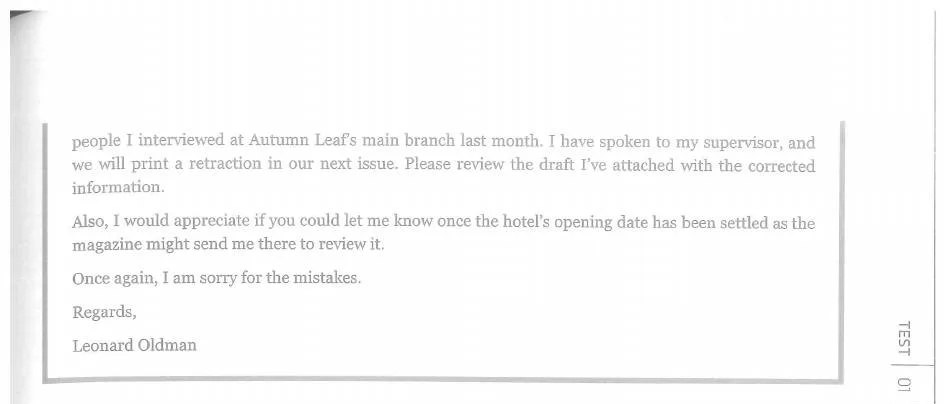 people I interviewed at Autumn Leaf's main branch last month. I have spoken to my supervisor, and
we will print a retraction in our next issue. Please review the draft I've attached with the corrected
information.
Also, I would appreciate if you could let me know once the hotel's opening date has been settled as the
magazine might send me there to review it.
Once again, I am sorry for the mistakes.
Regards,
Leonard Oldman
TEST
01